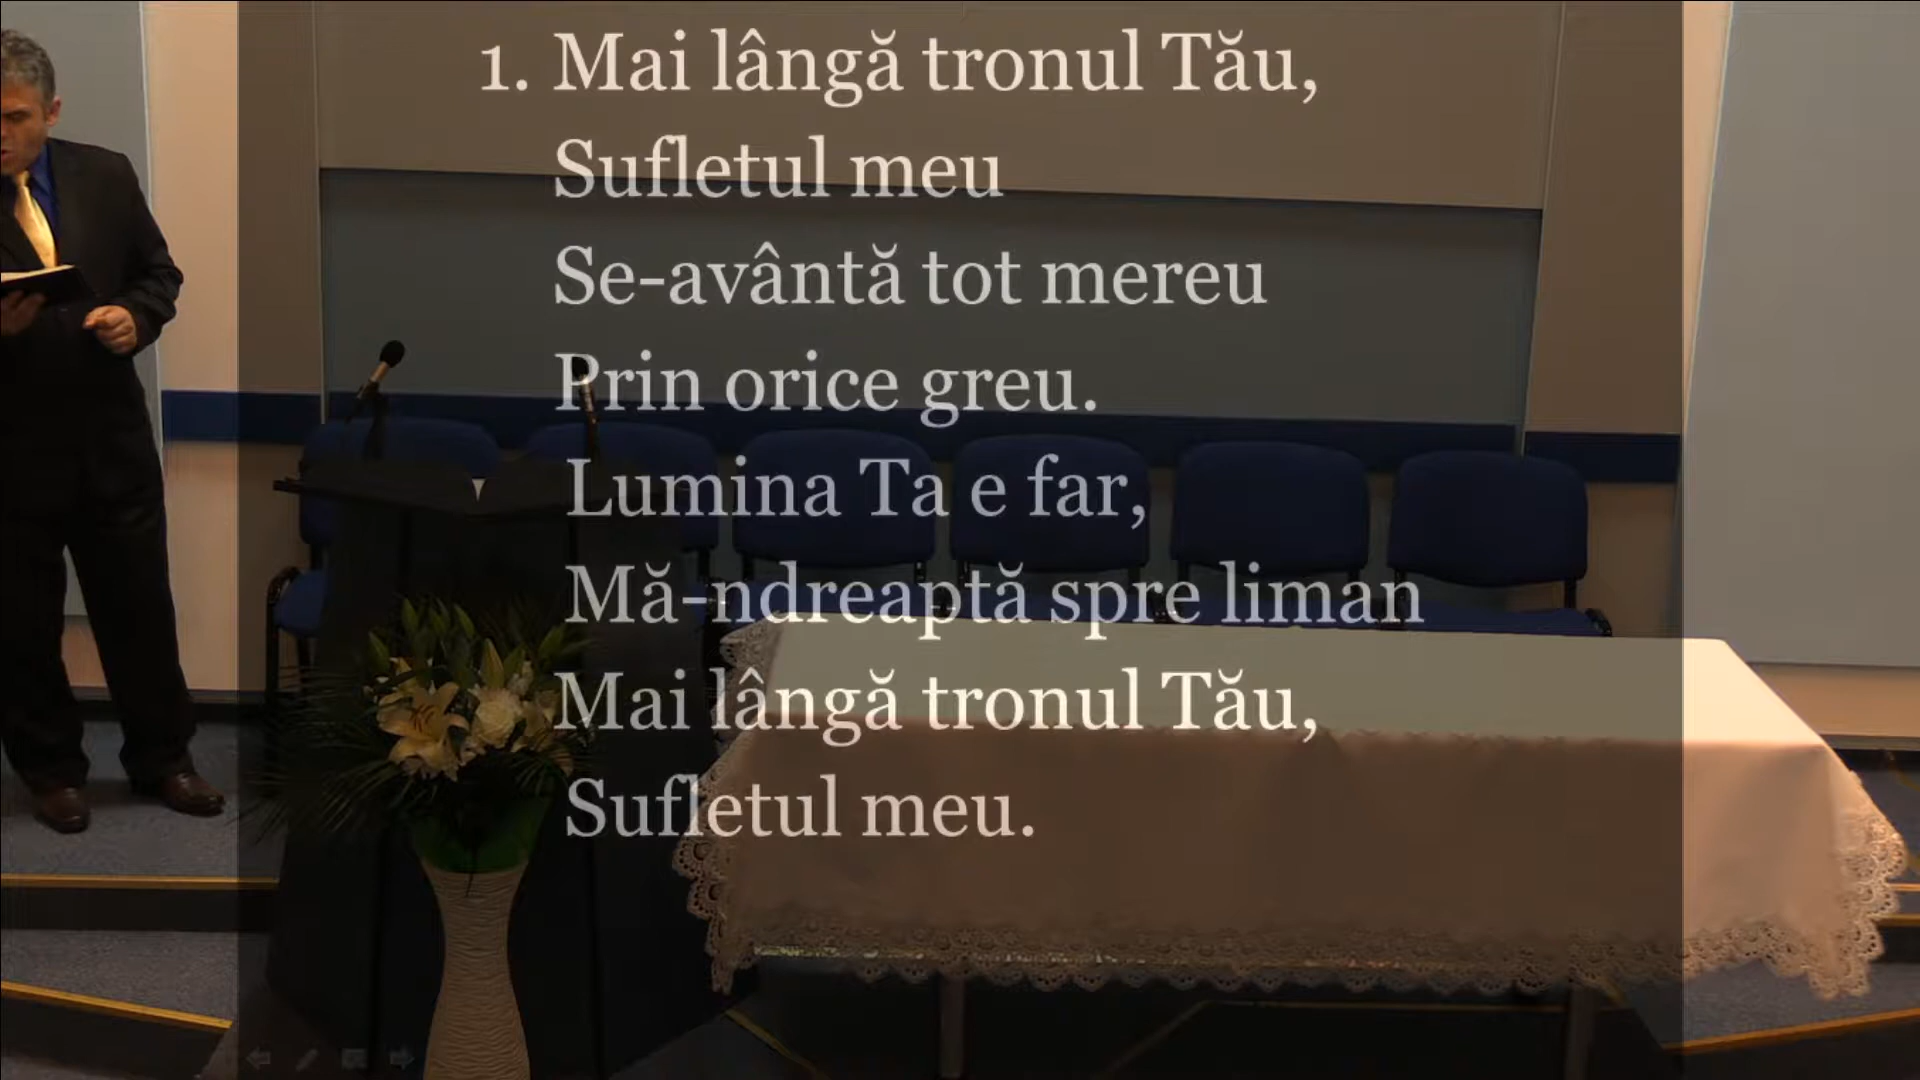 1. Mai lângă tronul Tău,
Sufletul meu
Se-avântă tot mereu
Prin orice greu.
Lumina Ta e far,
Mă-ndreaptă spre liman
Mai lângă tronul Tău,
Sufletul meu.